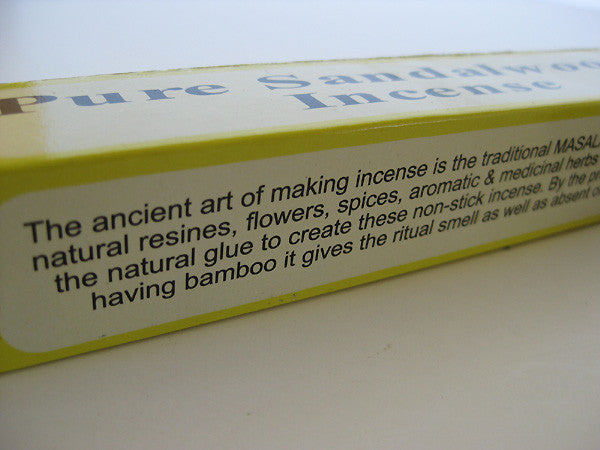 Pure Sandalwoo
Incense
The ancient art of making incense is the traditional MASALA
natural resines, flowers, spices, aromatic & medicinal herbs
the natural glue to create these non-stick incense. By the pr
having bamboo it gives the ritual smell as well as absent o